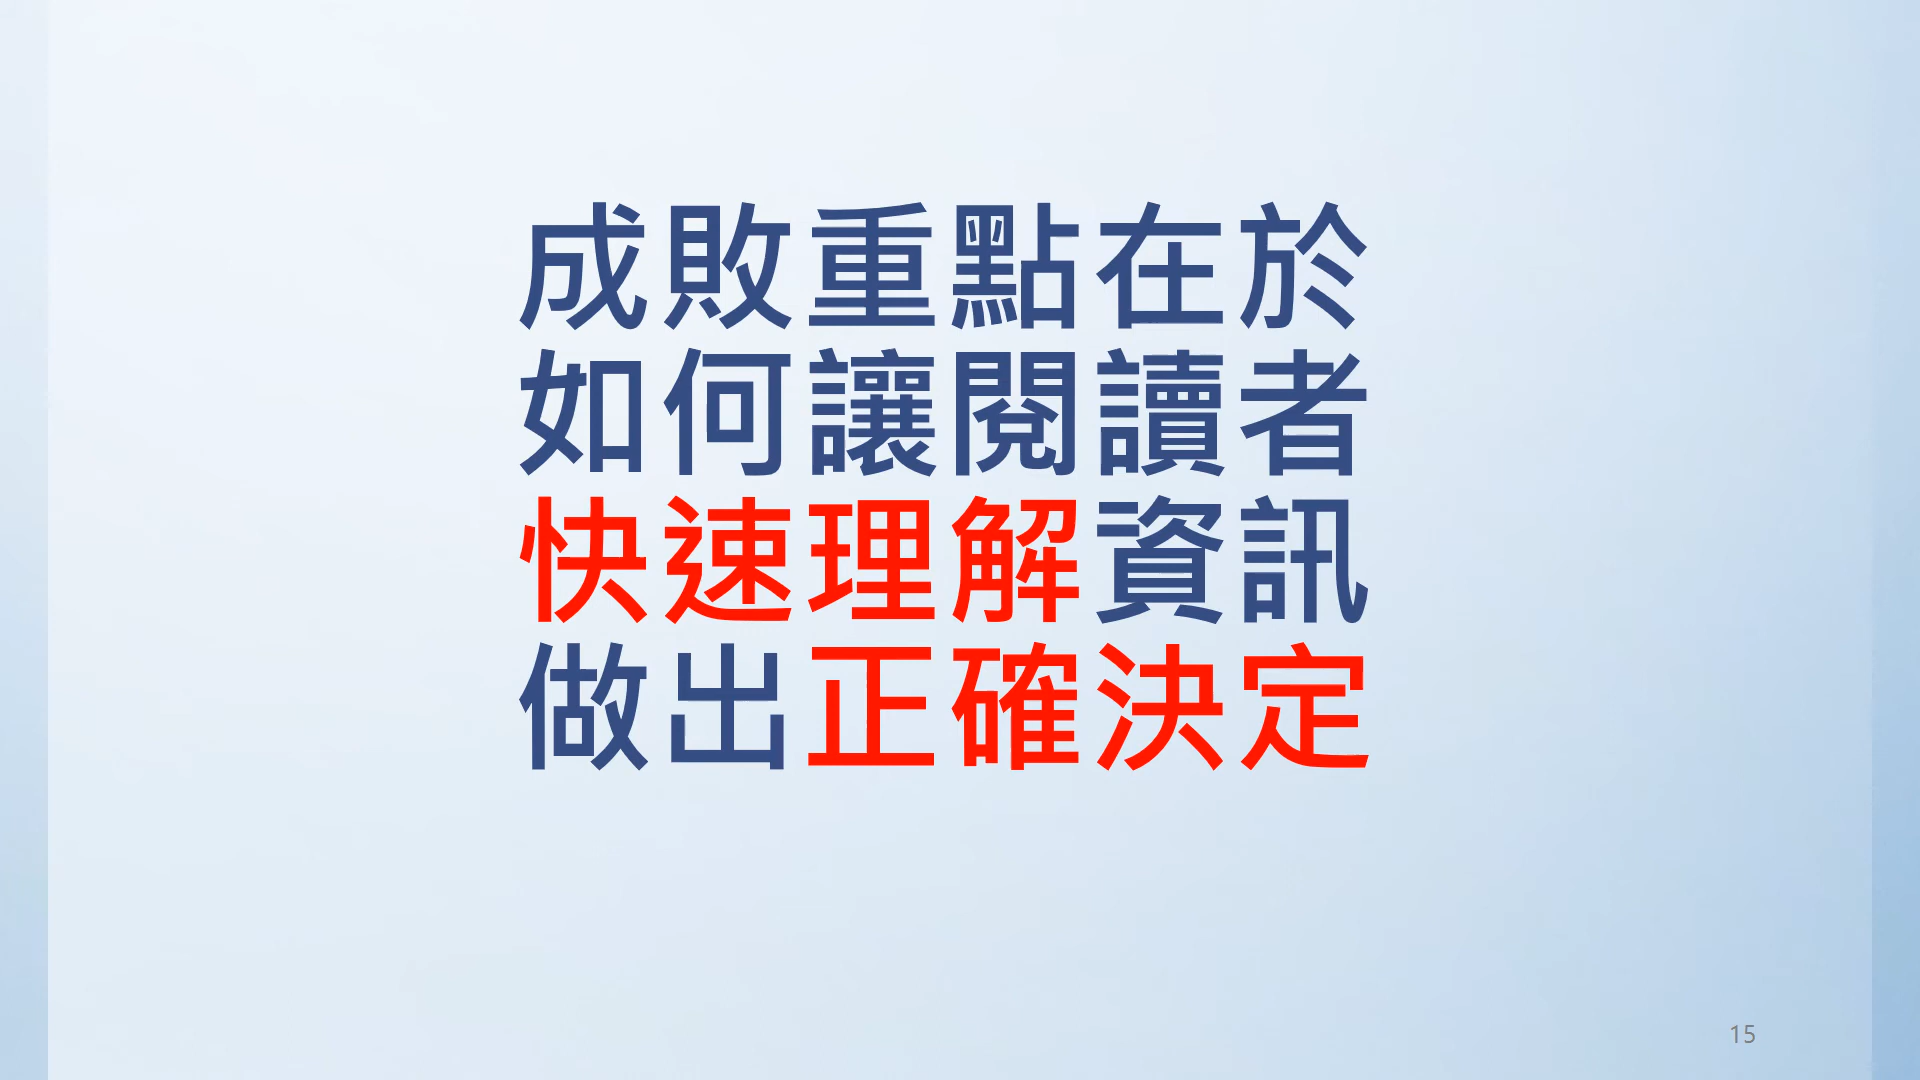 成敗重點在於
如何讓閱讀者
快速理解資訊
做出正確決定
15